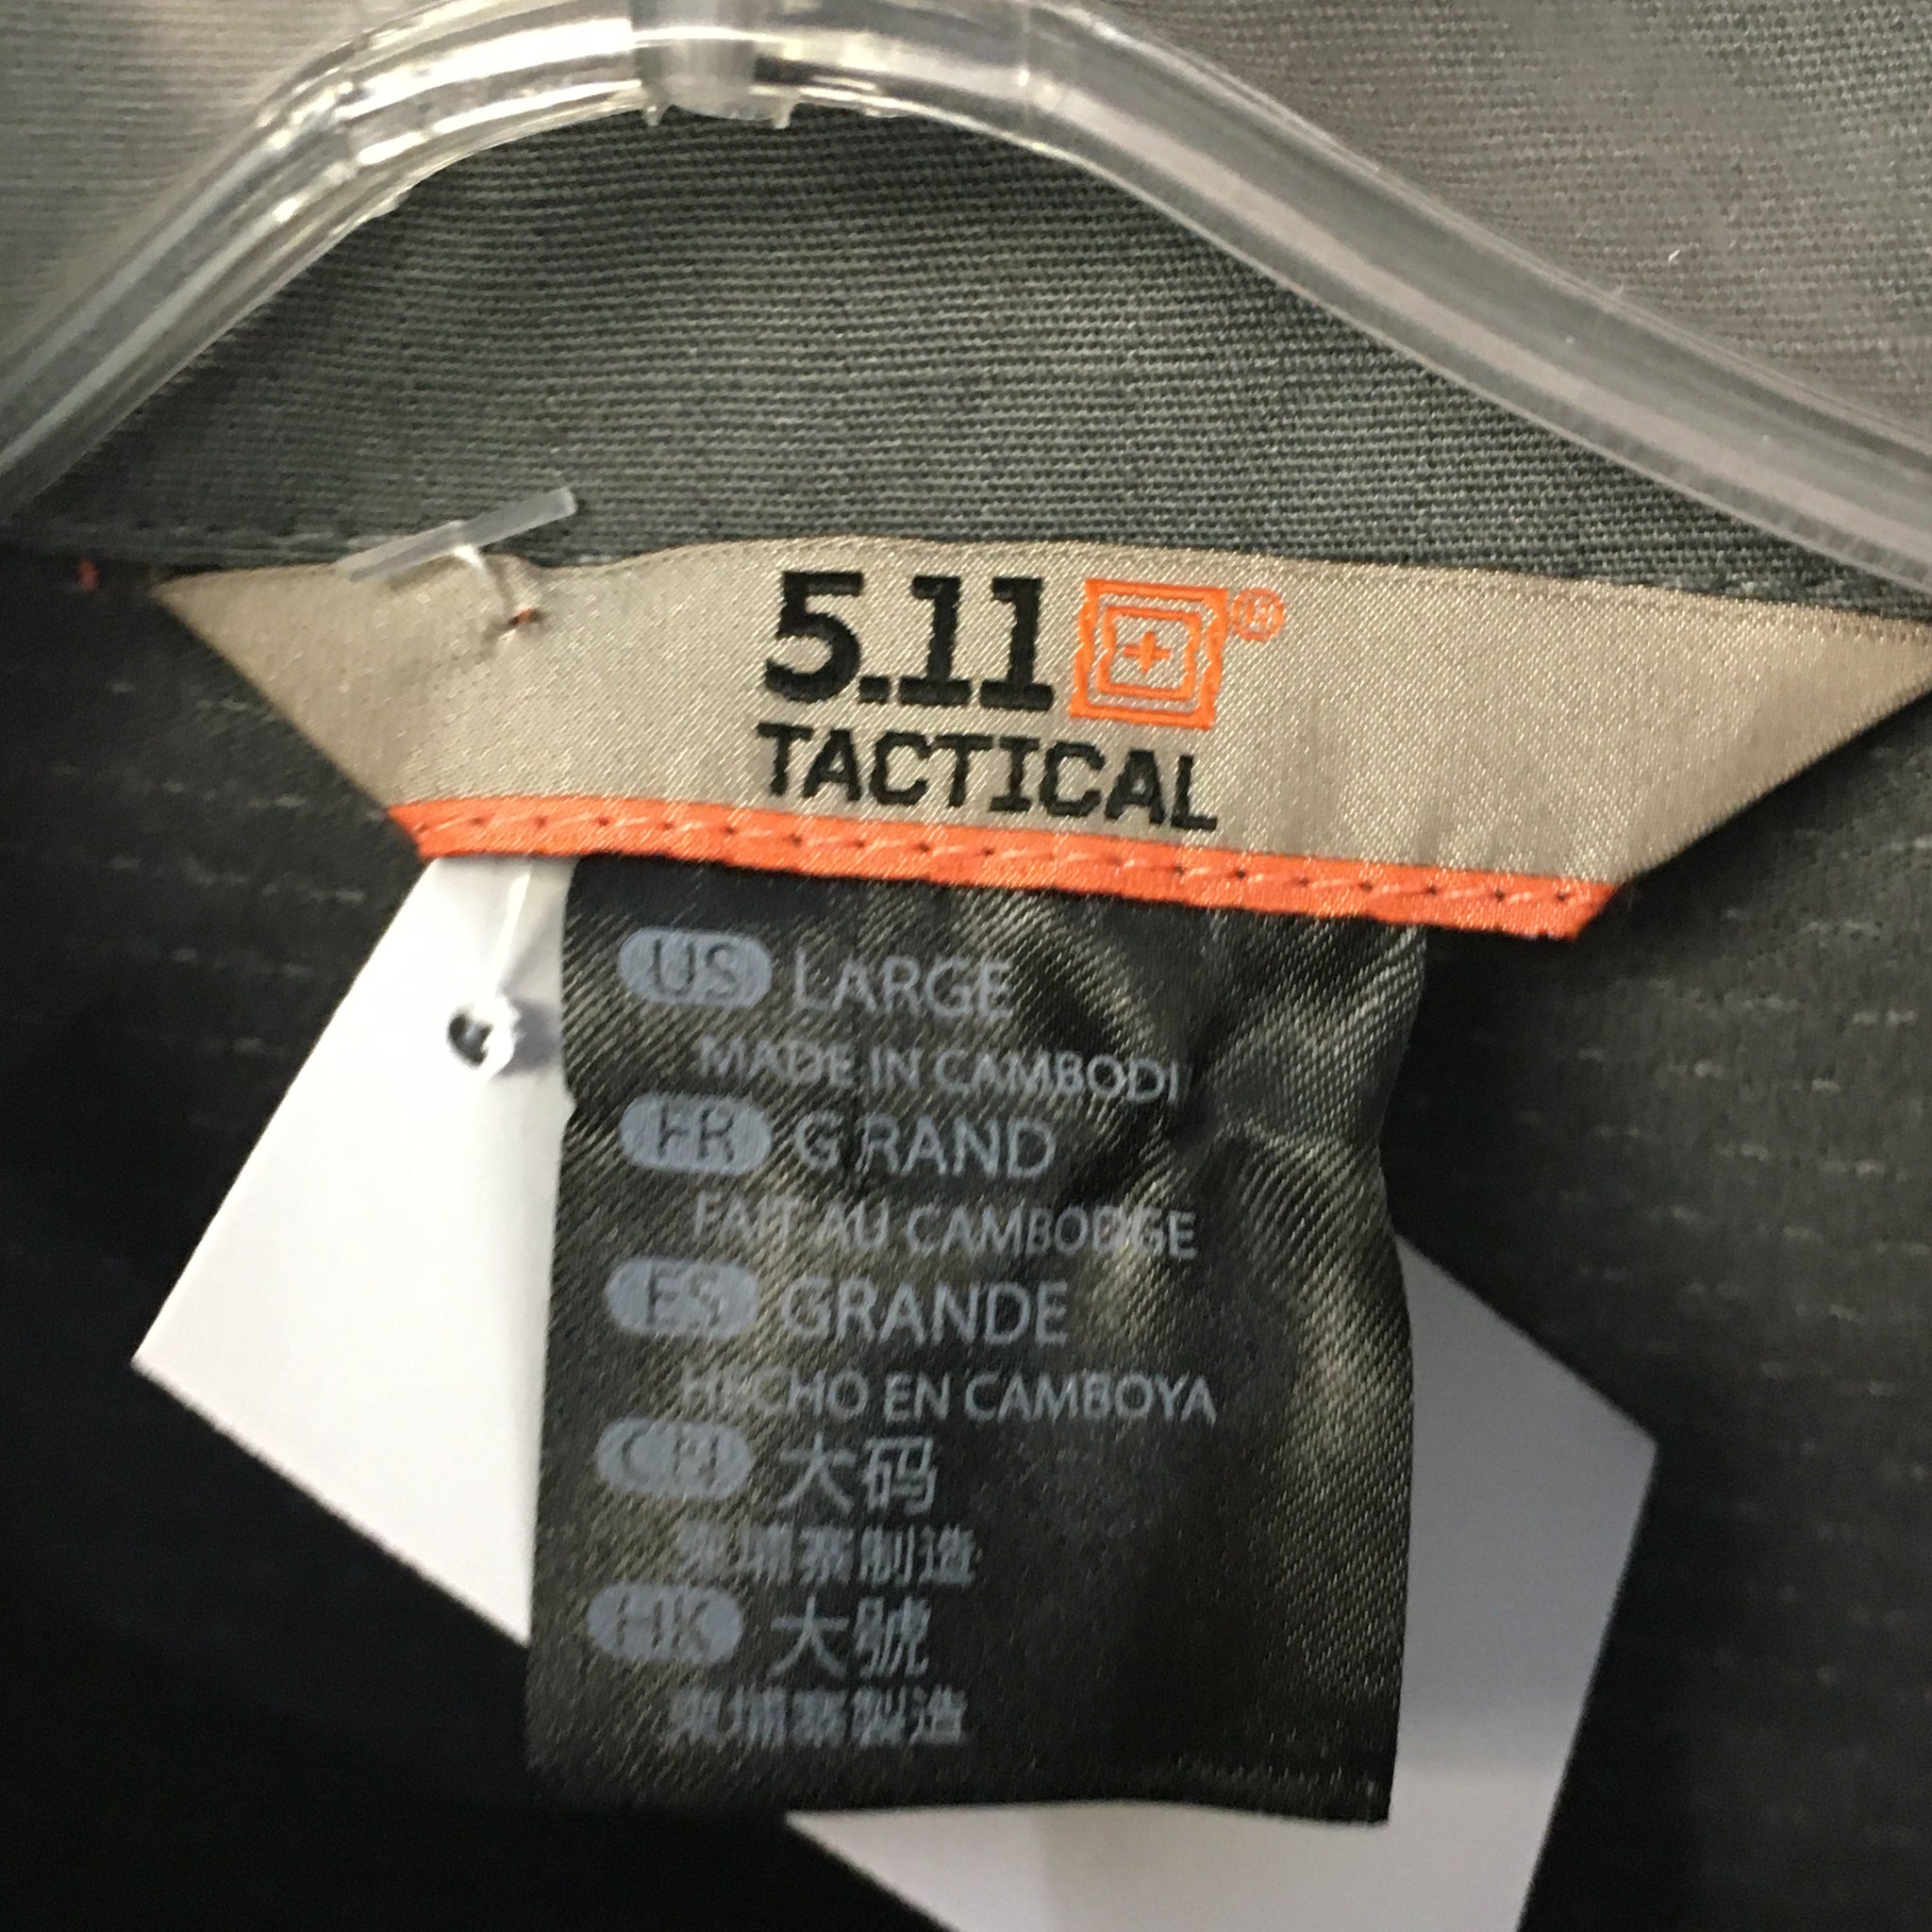 5.11®
TACTICAL
US LARGE
MADE IN CAMBODI
FR GRAND
FAIT AU CAMBODGE
ES GRANDE
HECHO EN CAMBOYA
CN 大码
柬埔寨制造
HK 大號
柬埔寨製造